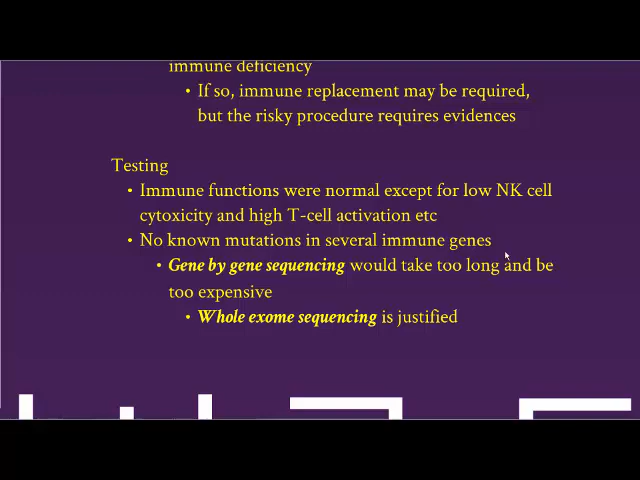 immune deficiency
• If so, immune replacement may be required,
but the risky procedure requires evidences
Testing
• Immune functions were normal except for low NK cell
cytoxicity and high T-cell activation etc
• No known mutations in several immune genes
• Gene by gene sequencing would take too long and be
too expensive
• Whole exome sequencing is justified